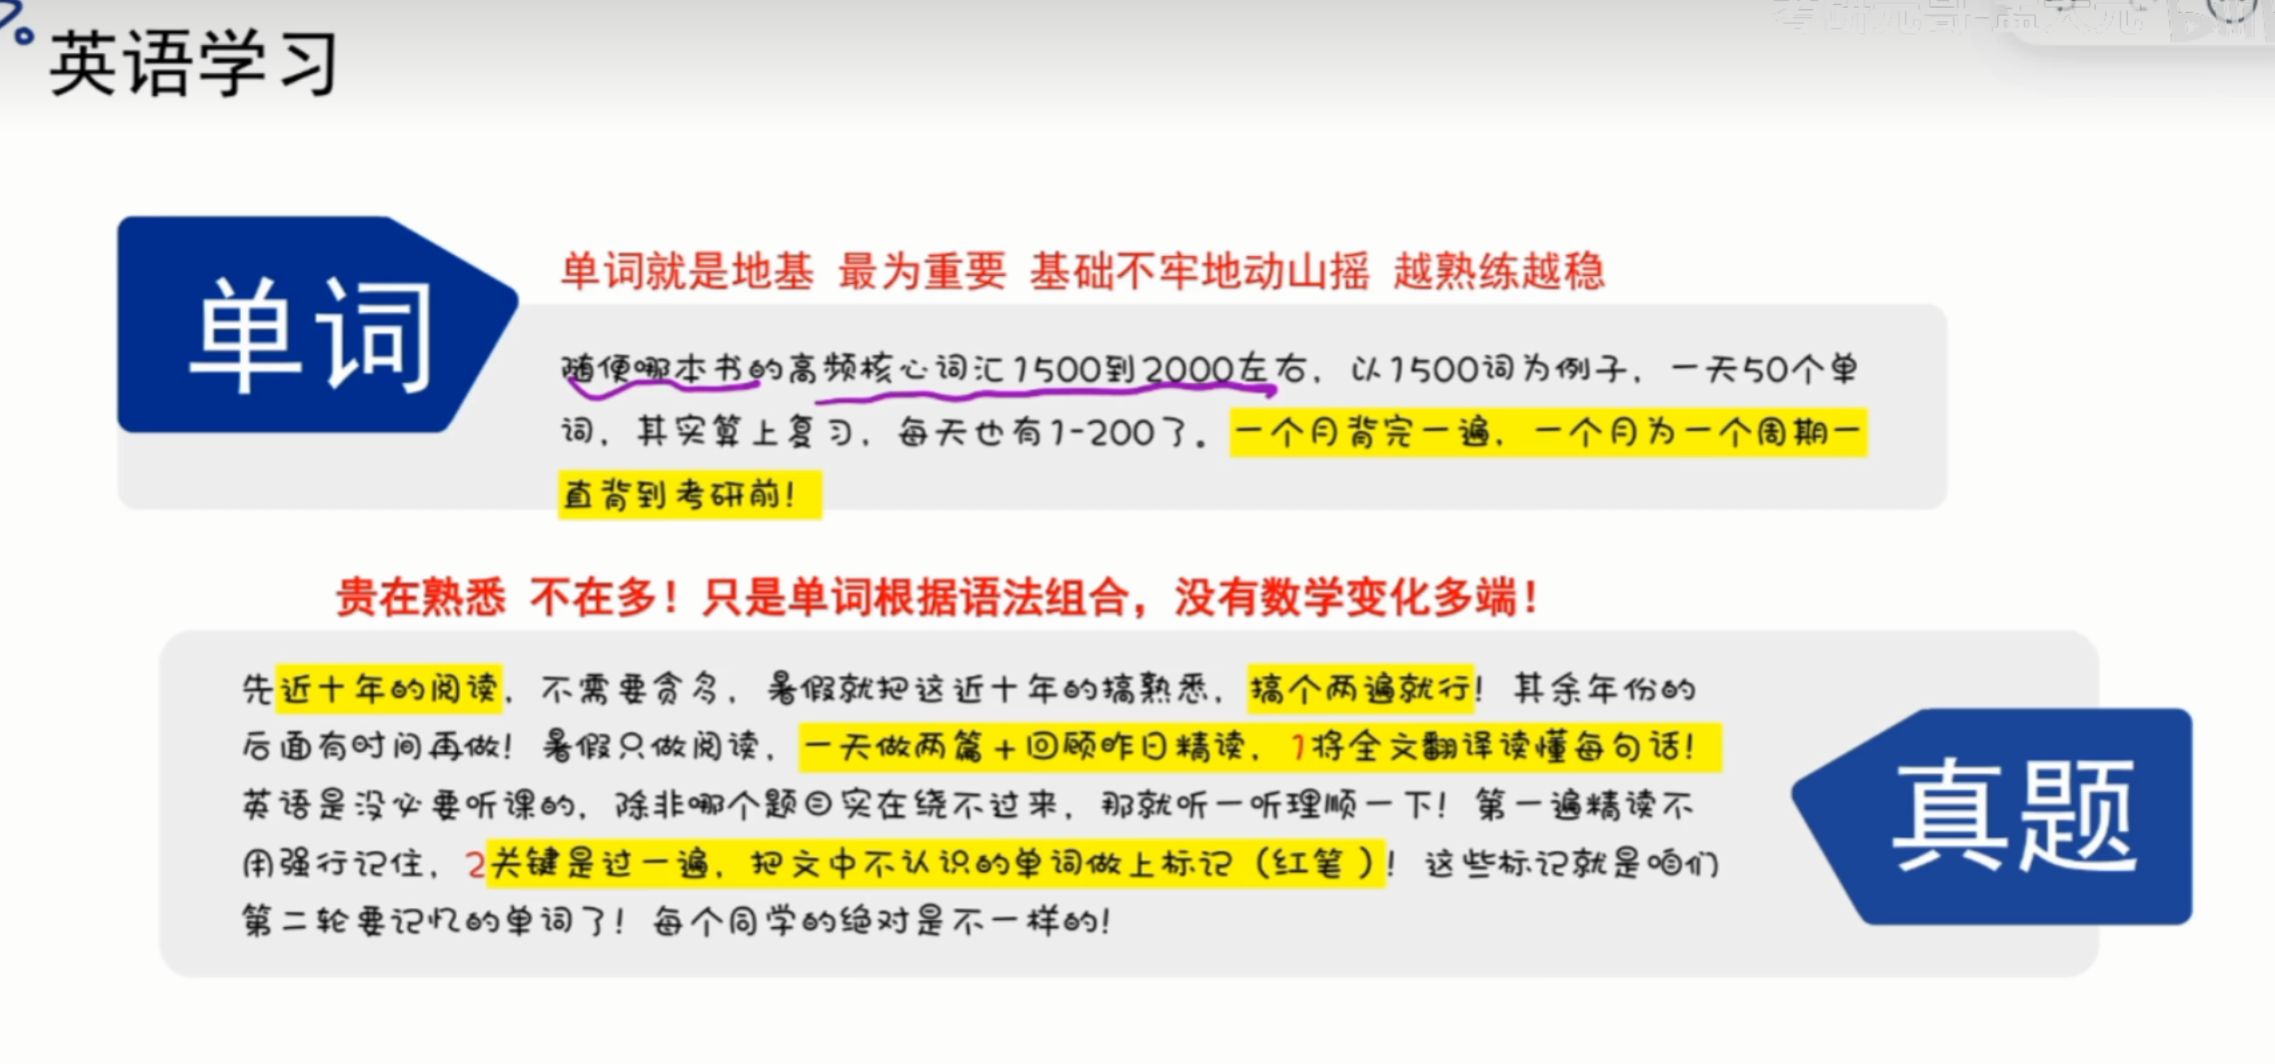 英语学习
单词
单词就是地基 最为重要 基础不牢地动山摇 越熟练越稳
随便哪本书的高频核心词汇1500到2000左右，以1500词为例子，一天50个单
词，其实算上复习，每天也有1-200了。一个月背完一遍，一个月为一个周期一
直背到考研前！
贵在熟悉 不在多！只是单词根据语法组合，没有数学变化多端！
先近十年的阅读，不需要贪多，暑假就把这近十年的搞熟悉，搞个两遍就行！其余年份的
后面有时间再做！暑假只做阅读，一天做两篇+回顾昨日精读，1将全文翻译读懂每句话！
英语是没必要听课的，除非哪个题目实在绕不过来，那就听一听理顺一下！第一遍精读不
用强行记住，2关键是过一遍，把文中不认识的单词做上标记（红笔）！这些标记就是咱们
第二轮要记忆的单词了！每个同学的绝对是不一样的！
真题